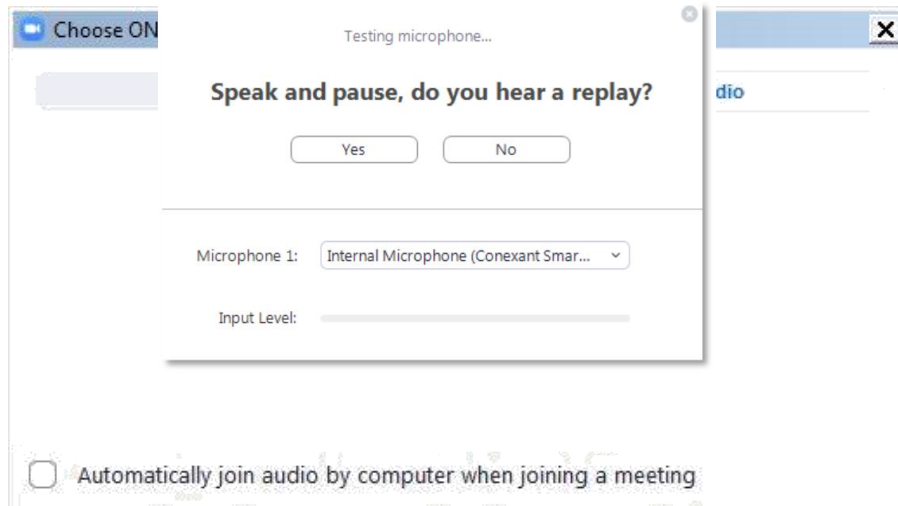 Choose ON
Testing microphone...
Speak and pause, do you hear a replay?
dio
Yes
No
Microphone 1: Internal Microphone (Conexant Smar...
Input Level:
Automatically join audio by computer when joining a meeting